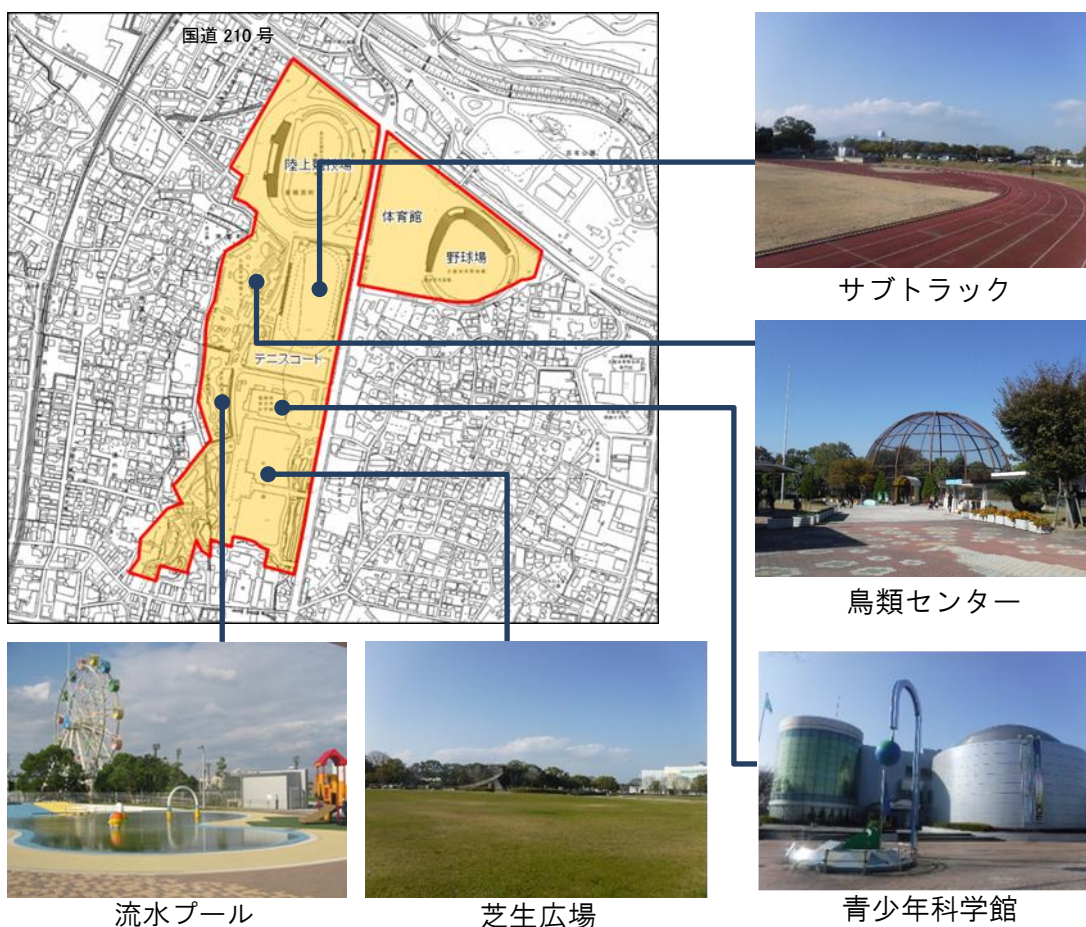 国道 210 号
陸上競技場
体育館
野球場
テニスコート
サブトラック
鳥類センター
流水プール
芝生広場
青少年科学館